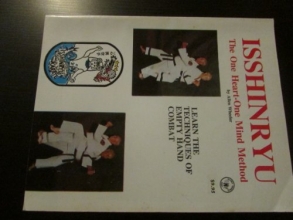 ISSHINRYU
The One Heart-One Mind Method
LEARN THE
TECHNIQUES OF
EMPTY HAND
COMBAT